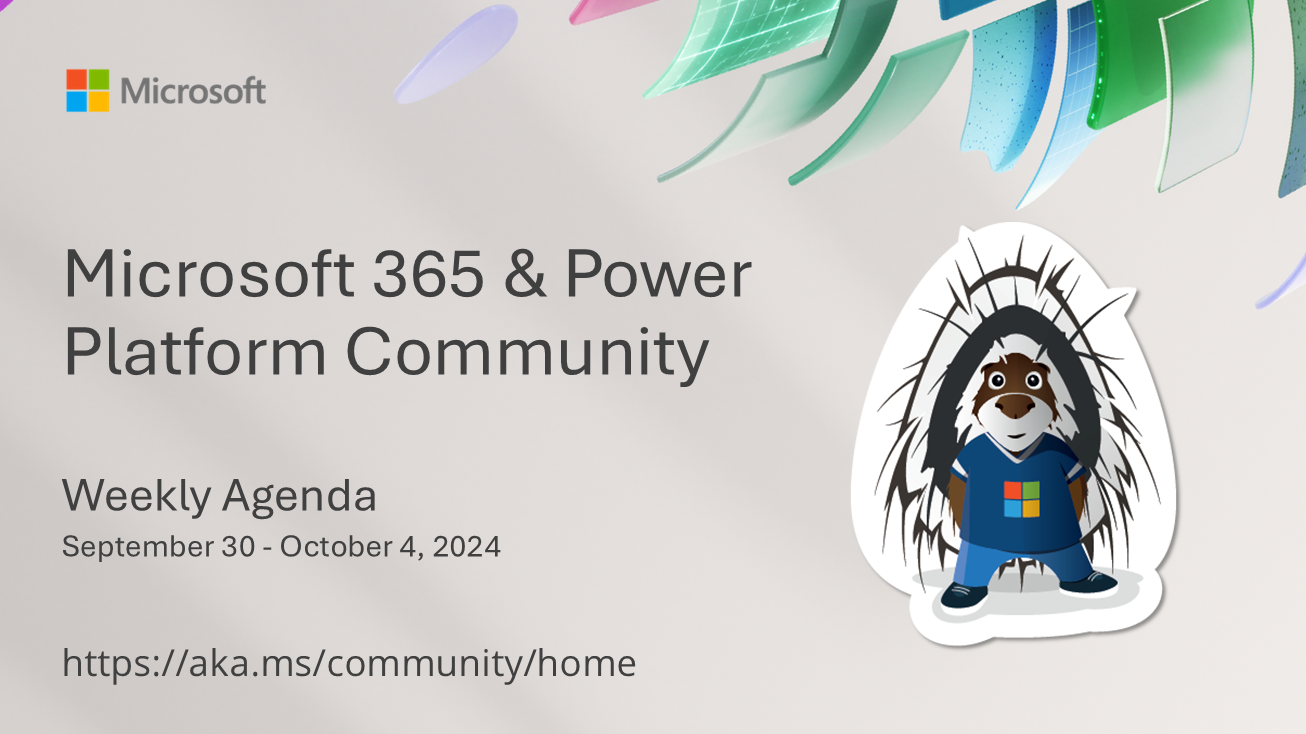 Microsoft
Microsoft 365 & Power
Platform Community
Weekly Agenda
September 30 - October 4, 2024
https://aka.ms/community/home